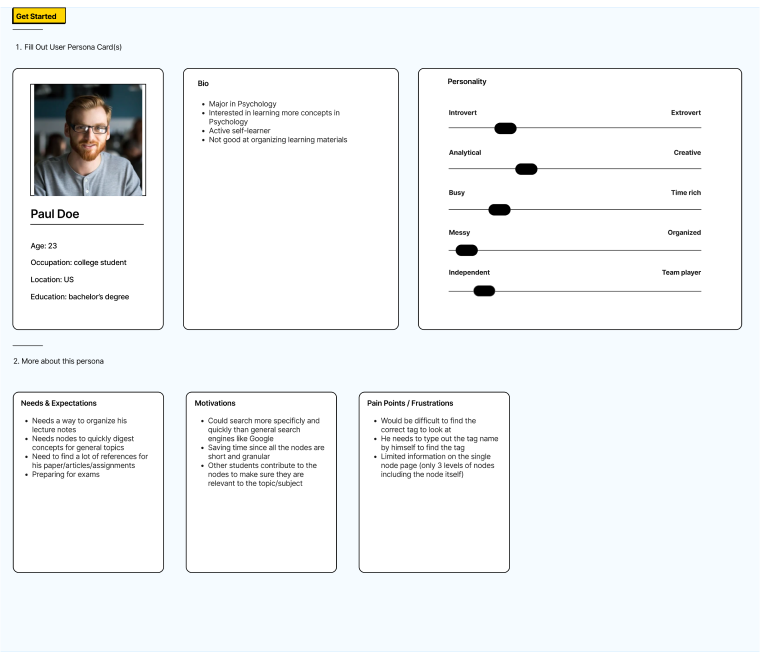 Get Started
1. Fill Out User Persona Card(s)
Paul Doe
Age: 23
Occupation: college student
Location: US
Education: bachelor's degree
Bio
• Major in Psychology
• Interested in learning more concepts in
Psychology
• Active self-learner
• Not good at organizing learning materials
Personality
Introvert Extrovert
Analytical Creative
Busy Time rich
Messy Organized
Independent Team player
2. More about this persona
Needs & Expectations
• Needs a way to organize his
lecture notes
• Needs nodes to quickly digest
concepts for general topics
• Need to find a lot of references for
his paper/articles/assignments
• Preparing for exams
Motivations
• Could search more specificly and
quickly than general search
engines like Google
• Saving time since all the nodes are
short and granular
• Other students contribute to the
nodes to make sure they are
relevant to the topic/subject
Pain Points / Frustrations
• Would be difficult to find the
correct tag to look at
• He needs to type out the tag name
by himself to find the tag
• Limited information on the single
node page (only 3 levels of nodes
including the node itself)